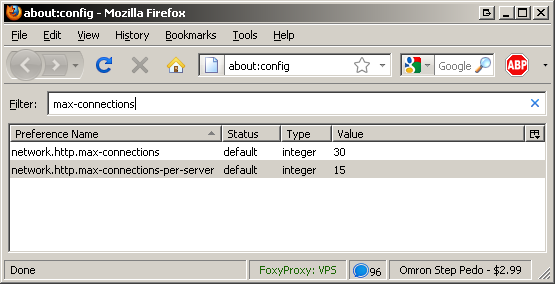 about:config - Mozilla Firefox
File Edit View History Bookmarks Tools Help
about:config Google ABP
Filter: max-connections
Preference Name Status Type Value
network.http.max-connections default integer 30
network.http.max-connections-per-server default integer 15
Done FoxyProxy: VPS 96 Omron Step Pedo - $2.99